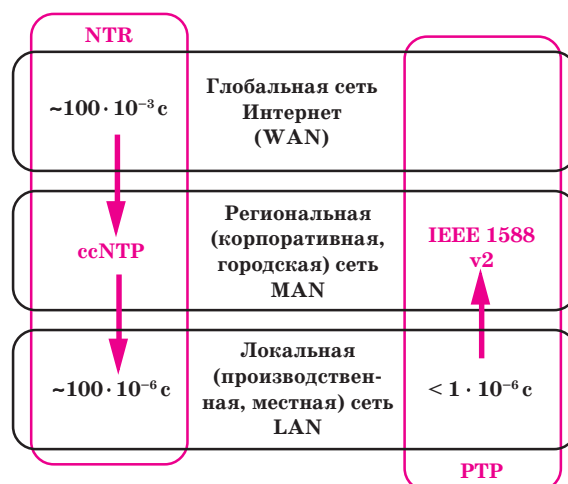 NTR
~100 · 10⁻³ с
Глобальная сеть
Интернет
(WAN)
ccNTP
Региональная
(корпоративная,
городская) сеть
MAN
IEEE 1588
v2
~100 · 10⁻⁶ с
Локальная
(производствен-
ная, местная) сеть
LAN
< 1 · 10⁻⁶ с
PTP